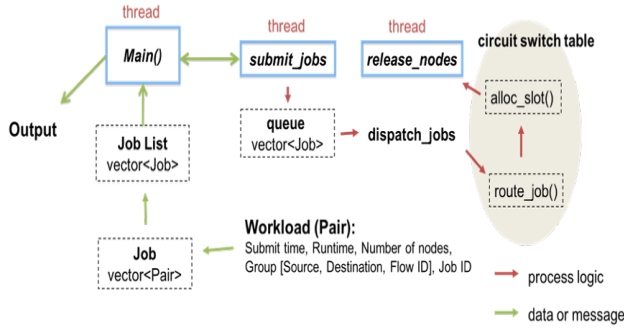 thread
thread
thread
Main()
submit_jobs
release_nodes
circuit switch table
alloc_slot()
Output
Job List
vector<Job>
queue
vector<Job>
dispatch_jobs
route_job()
Job
vector<Pair>
Workload (Pair):
Submit time, Runtime, Number of nodes,
Group [Source, Destination, Flow ID], Job ID
process logic
data or message